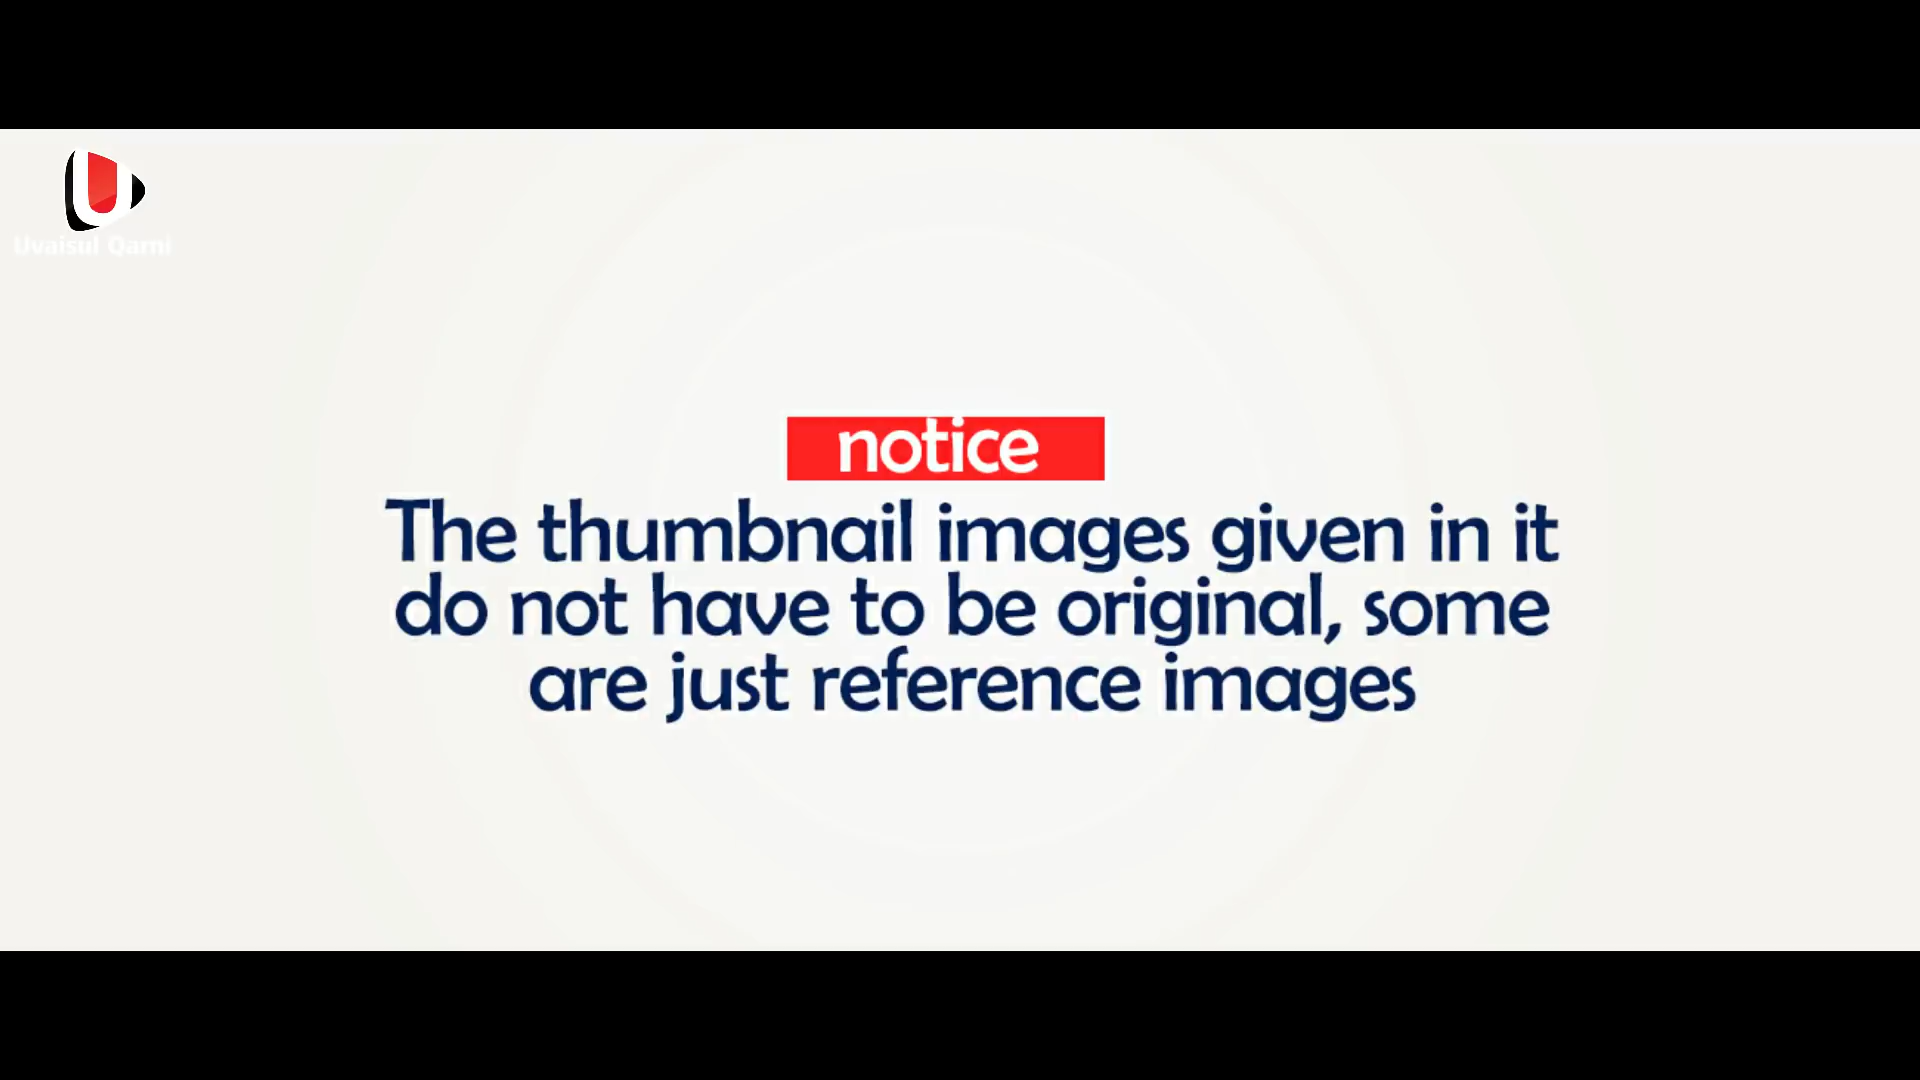 Uvaisul Qarni
notice
The thumbnail images given in it
do not have to be original, some
are just reference images